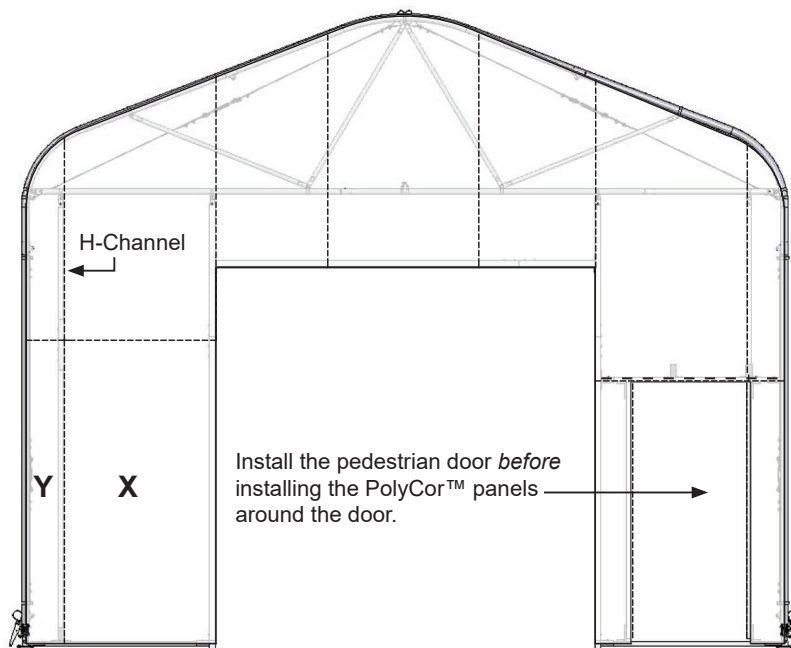 H-Channel
Y
X
Install the pedestrian door before
installing the PolyCor™ panels
around the door.